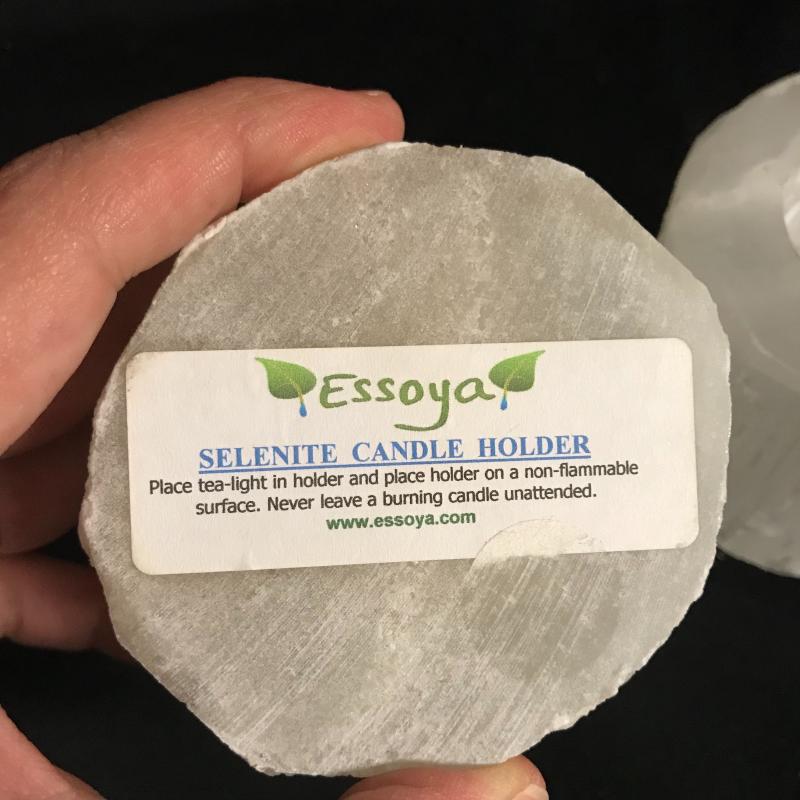 Essoya
SELENITE CANDLE HOLDER
Place tea-light in holder and place holder on a non-flammable
surface. Never leave a burning candle unattended.
www.essoya.com